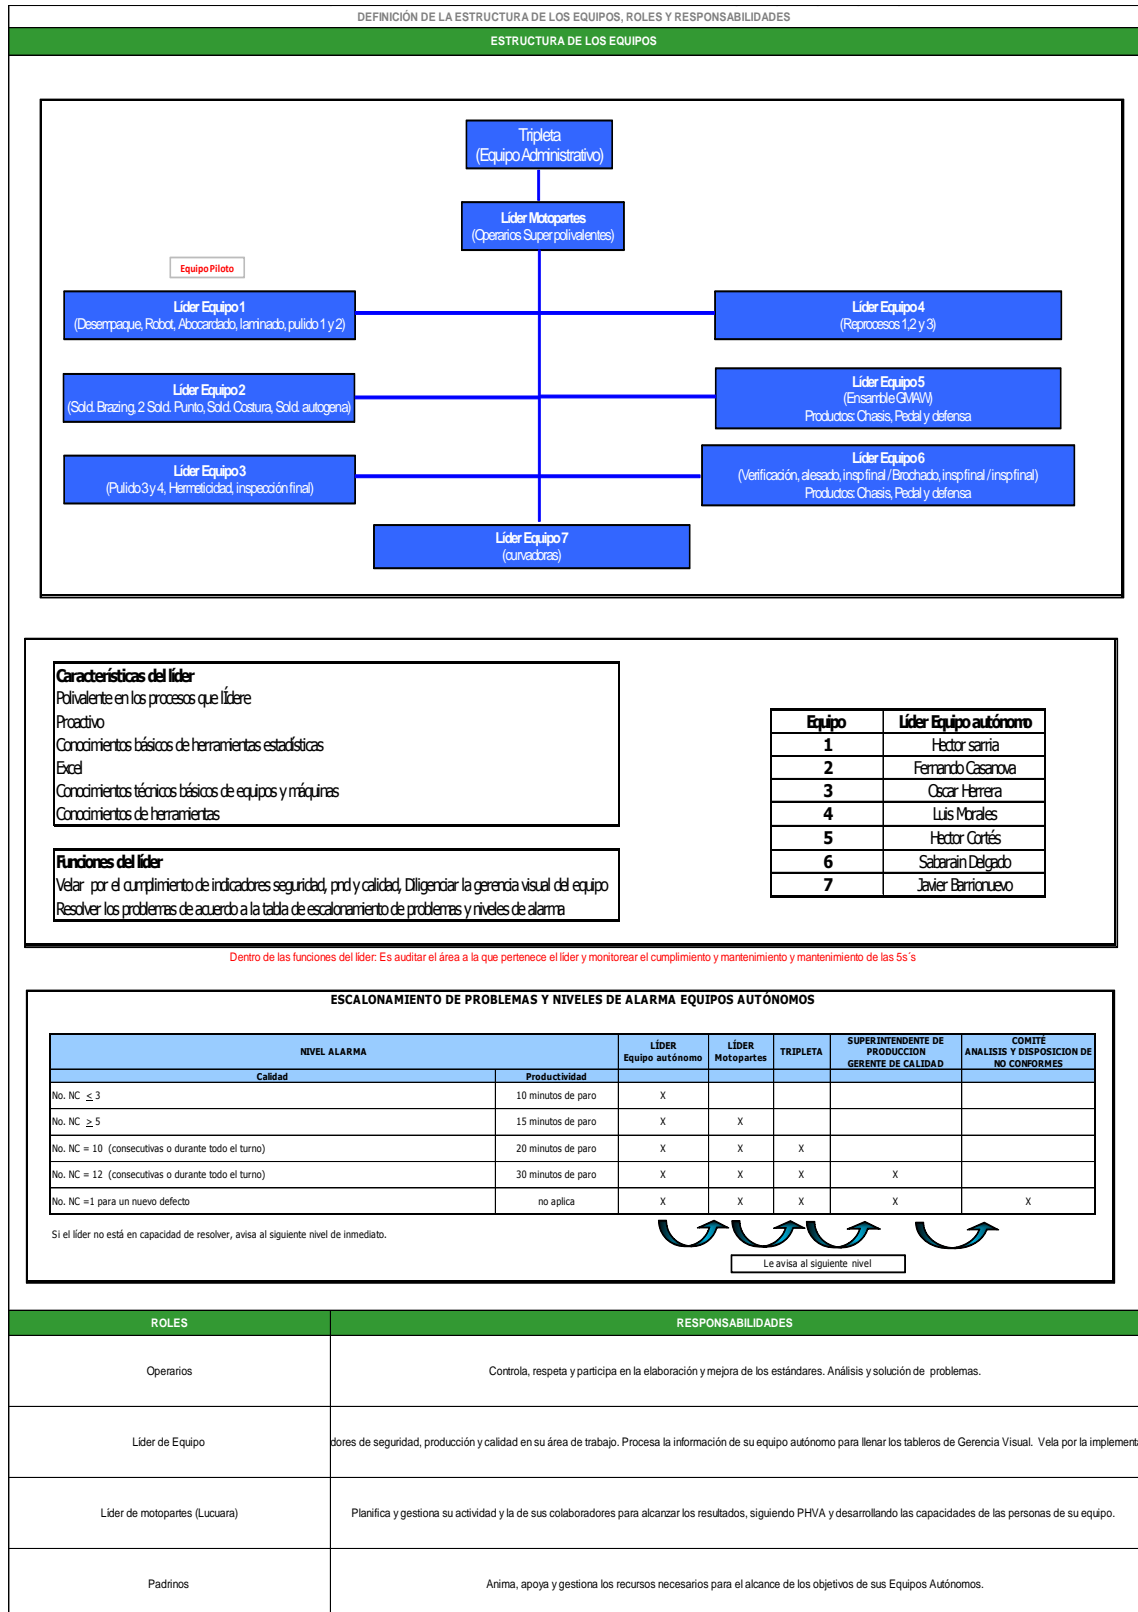 DEFINICIÓN DE LA ESTRUCTURA DE LOS EQUIPOS, ROLES Y RESPONSABILIDADES
ESTRUCTURA DE LOS EQUIPOS
Tripleta
(Equipo Administrativo)
Líder Motopartes
(Operarios Super polivalentes)
Equipo Piloto
Líder Equipo 1
(Desempaque, Robot, Abocardado, laminado, pulido 1 y 2)
Líder Equipo 4
(Reprocesos 1,2 y 3)
Líder Equipo 2
(Sold. Brazing, 2 Sold. Punto, Sold. Costura, Sold. autogena)
Líder Equipo 5
(Ensamble GMAW)
Productos: Chasis, Pedal y defensa
Líder Equipo 3
(Pulido 3 y 4, Hermeticidad, inspección final)
Líder Equipo 6
(Verificación, alesado, insp final / Brochado, insp final / insp final)
Productos: Chasis, Pedal y defensa
Líder Equipo 7
(curvadoras)
Características del líder
Polivalente en los procesos que lÍdere
Proactivo
Conocimientos básicos de herramientas estadísticas
Excel
Conocimientos técnicos básicos de equipos y máquinas
Conocimientos de herramientas
Funciones del líder
Velar por el cumplimiento de indicadores seguridad, pnd y calidad, DIligenciar la gerencia visual del equipo
Resolver los problemas de acuerdo a la tabla de escalonamiento de problemas y niveles de alarma
Equipo Líder Equipo autónomo
1 Hector sarria
2 Fernando Casanova
3 Oscar Herrera
4 Luis Morales
5 Hector Cortés
6 Sabarain Delgado
7 Javier Barrionuevo
Dentro de las funciones del líder: Es auditar el área a la que pertenece el líder y monitorear el cumplimiento y mantenimiento y mantenimiento de las 5s´s
ESCALONAMIENTO DE PROBLEMAS Y NIVELES DE ALARMA EQUIPOS AUTÓNOMOS
NIVEL ALARMA
LÍDER
Equipo autónomo
LÍDER
Motopartes
TRIPLETA
SUPERINTENDENTE DE
PRODUCCION
GERENTE DE CALIDAD
COMITÉ
ANALISIS Y DISPOSICION DE
NO CONFORMES
Calidad Productividad
No. NC ≤ 3 10 minutos de paro X
No. NC ≥ 5 15 minutos de paro X X
No. NC = 10 (consecutivas o durante todo el turno) 20 minutos de paro X X X
No. NC = 12 (consecutivas o durante todo el turno) 30 minutos de paro X X X X
No. NC =1 para un nuevo defecto no aplica X X X X X
Si el líder no está en capacidad de resolver, avisa al siguiente nivel de inmediato.
Le avisa al siguiente nivel
ROLES RESPONSABILIDADES
Operarios Controla, respeta y participa en la elaboración y mejora de los estándares. Análisis y solución de problemas.
Líder de Equipo dores de seguridad, producción y calidad en su área de trabajo. Procesa la información de su equipo autónomo para llenar los tableros de Gerencia Visual. Vela por la implementa
Líder de motopartes (Lucuara) Planifica y gestiona su actividad y la de sus colaboradores para alcanzar los resultados, siguiendo PHVA y desarrollando las capacidades de las personas de su equipo.
Padrinos Anima, apoya y gestiona los recursos necesarios para el alcance de los objetivos de sus Equipos Autónomos.